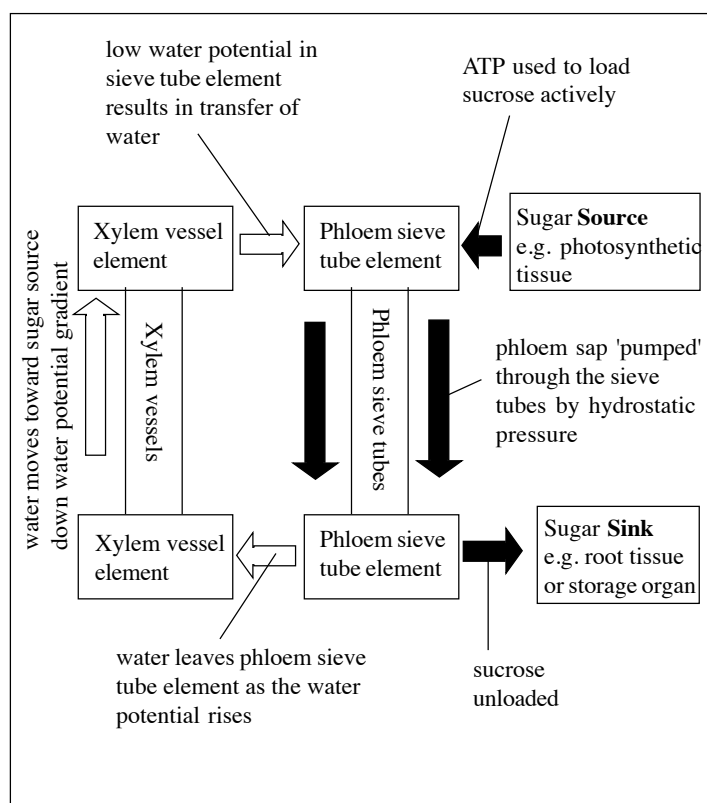 low water potential in
sieve tube element
results in transfer of
water
ATP used to load
sucrose actively
Xylem vessel
element
Phloem sieve
tube element
Sugar Source
e.g. photosynthetic
tissue
water moves toward sugar source
down water potential gradient
Xylem vessels
Phloem sieve tubes
phloem sap 'pumped'
through the sieve
tubes by hydrostatic
pressure
Xylem vessel
element
Phloem sieve
tube element
Sugar Sink
e.g. root tissue
or storage organ
water leaves phloem sieve
tube element as the water
potential rises
sucrose
unloaded